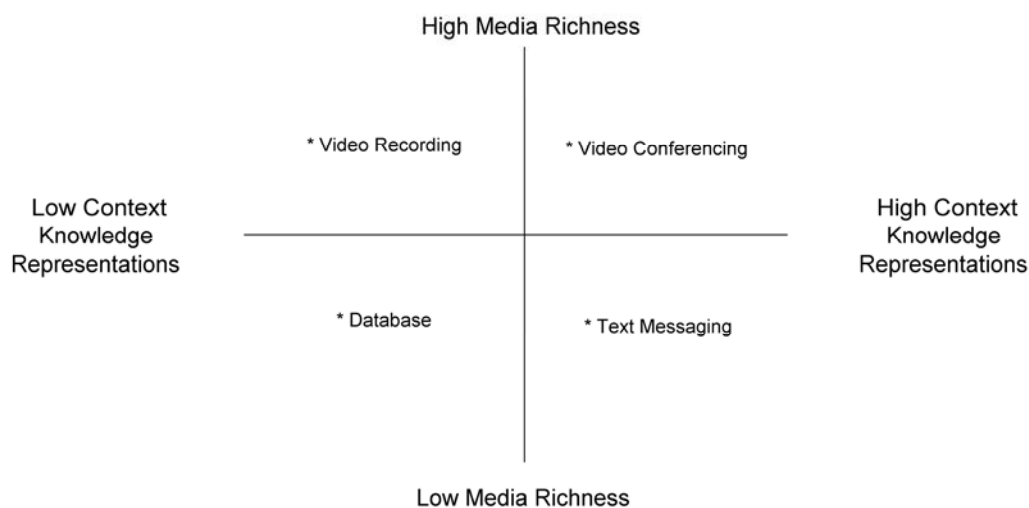 High Media Richness
* Video Recording
* Video Conferencing
Low Context
Knowledge
Representations
High Context
Knowledge
Representations
* Database
* Text Messaging
Low Media Richness